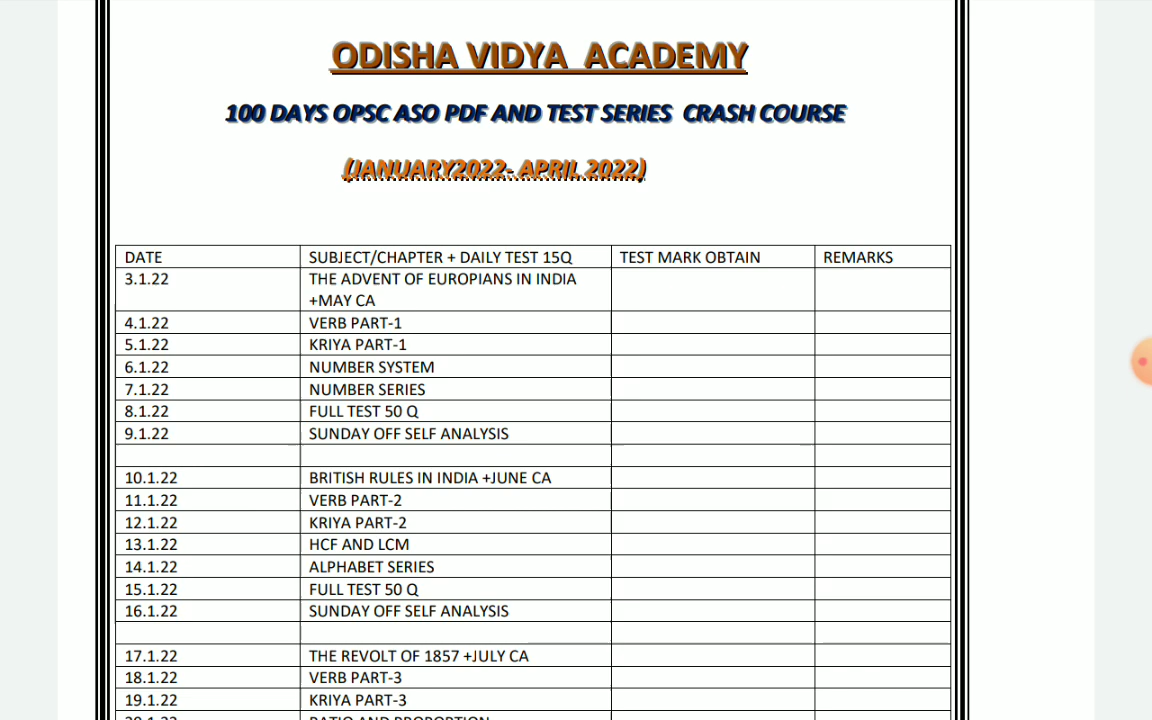 ODISHA VIDYA ACADEMY
100 DAYS OPSC ASO PDF AND TEST SERIES CRASH COURSE
(JANUARY2022- APRIL 2022)
DATE SUBJECT/CHAPTER + DAILY TEST 15Q TEST MARK OBTAIN REMARKS
3.1.22 THE ADVENT OF EUROPIANS IN INDIA
+MAY CA
4.1.22 VERB PART-1
5.1.22 KRIYA PART-1
6.1.22 NUMBER SYSTEM
7.1.22 NUMBER SERIES
8.1.22 FULL TEST 50 Q
9.1.22 SUNDAY OFF SELF ANALYSIS
10.1.22 BRITISH RULES IN INDIA +JUNE CA
11.1.22 VERB PART-2
12.1.22 KRIYA PART-2
13.1.22 HCF AND LCM
14.1.22 ALPHABET SERIES
15.1.22 FULL TEST 50 Q
16.1.22 SUNDAY OFF SELF ANALYSIS
17.1.22 THE REVOLT OF 1857 +JULY CA
18.1.22 VERB PART-3
19.1.22 KRIYA PART-3
20.1.22 RATIO AND PROPORTION